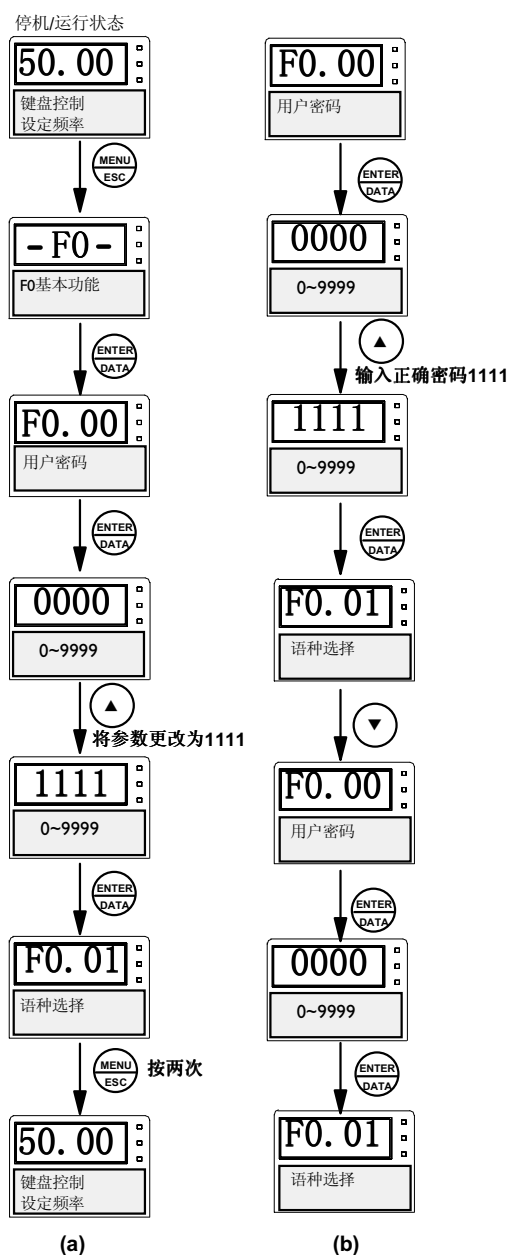 停机/运行状态
50.00
键盘控制
设定频率
MENU
ESC
-F0-
F0基本功能
ENTER
DATA
F0.00
用户密码
ENTER
DATA
0000
0~9999
▲
将参数更改为1111
1111
0~9999
ENTER
DATA
F0.01
语种选择
MENU
ESC
按两次
50.00
键盘控制
设定频率
(a)
F0.00
用户密码
ENTER
DATA
0000
0~9999
▲
输入正确密码1111
1111
0~9999
ENTER
DATA
F0.01
语种选择
▼
F0.00
用户密码
ENTER
DATA
0000
0~9999
ENTER
DATA
F0.01
语种选择
(b)